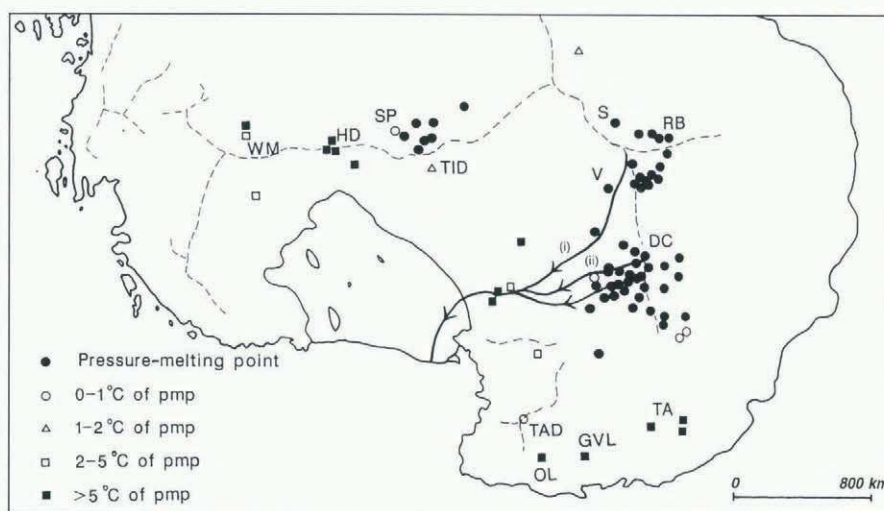 SP
HD
WM
TID
S
RB
V
(i)
(ii)
DC
Pressure-melting point
0-1°C of pmp
1-2°C of pmp
2-5°C of pmp
>5°C of pmp
TAD
GVL
TA
OL
0 800 km